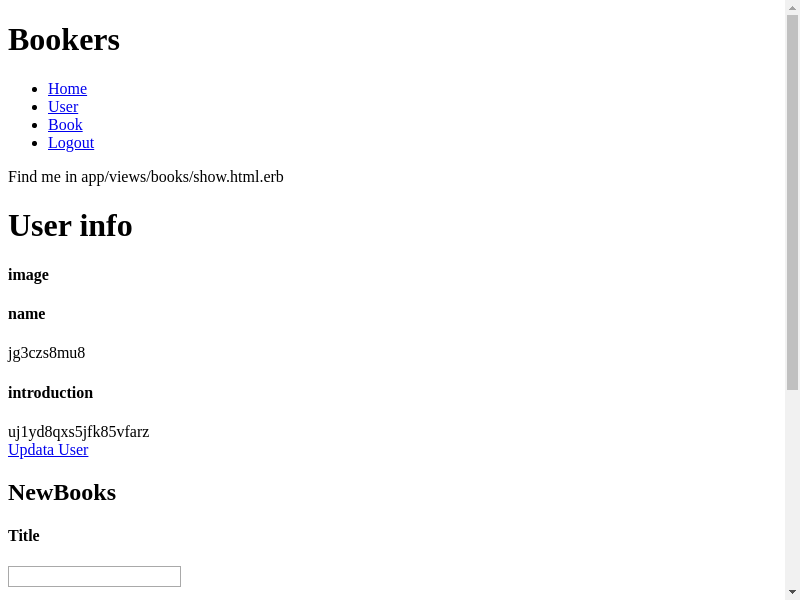 Bookers
Home
User
Book
Logout
Find me in app/views/books/show.html.erb
User info
image
name
jg3czs8mu8
introduction
uj1yd8qxs5jfk85vfarz
Updata User
NewBooks
Title